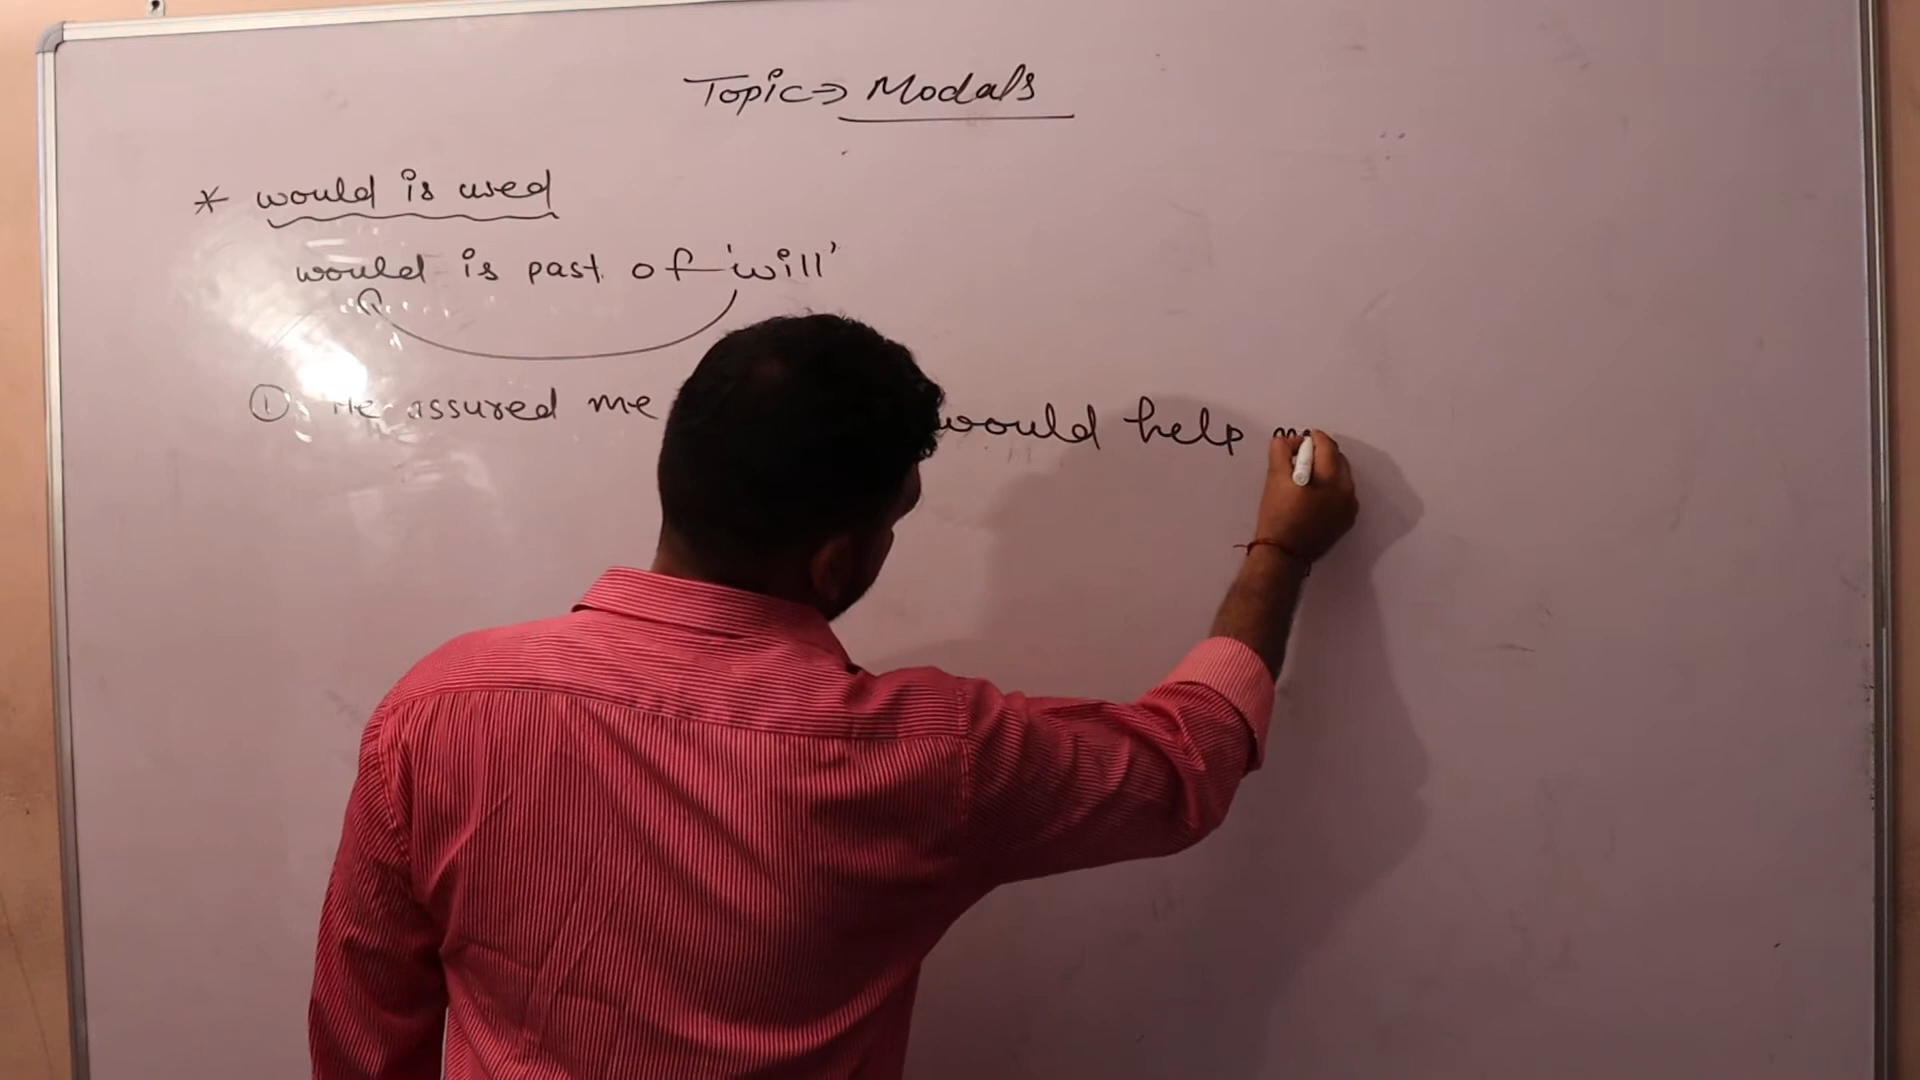 Topic⇒ Modals
* would is used
would is past of 'will'
① He assured me would help